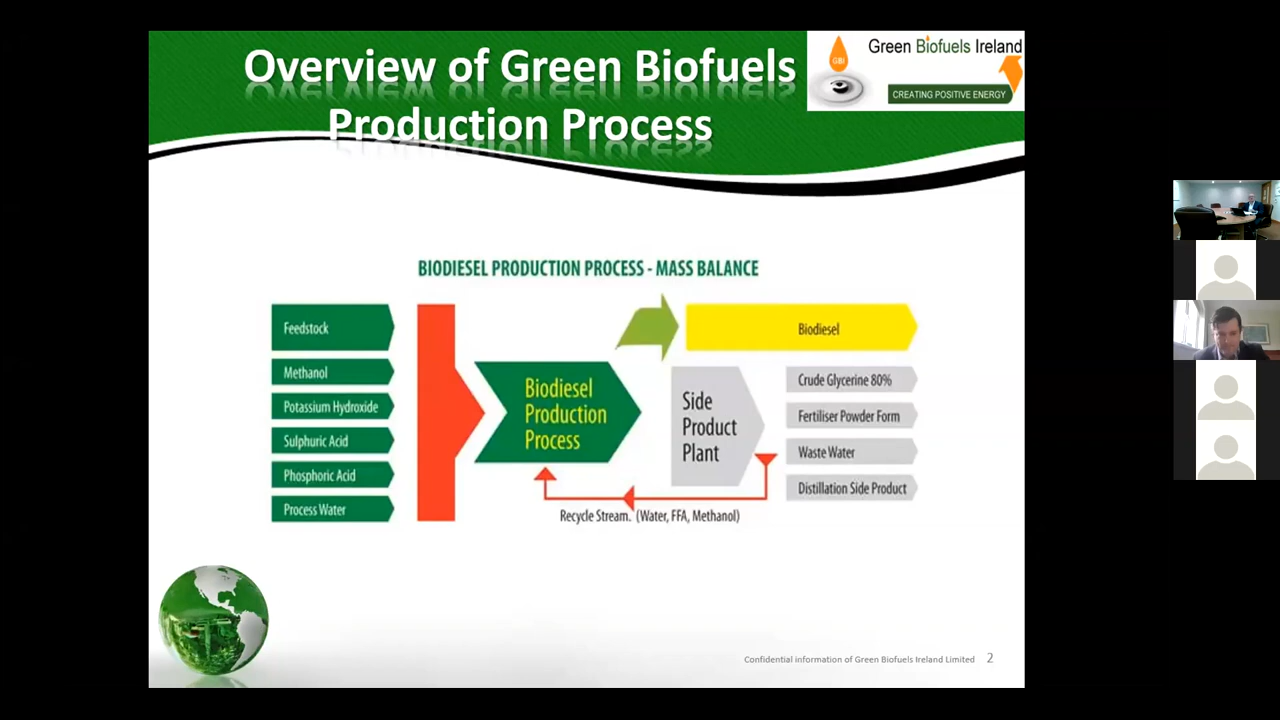 Overview of Green Biofuels
Production Process
GBI
Green Biofuels Ireland
CREATING POSITIVE ENERGY
BIODIESEL PRODUCTION PROCESS - MASS BALANCE
Feedstock
Methanol
Potassium Hydroxide
Sulphuric Acid
Phosphoric Acid
Process Water
Biodiesel
Production
Process
Side
Product
Plant
Biodiesel
Crude Glycerine 80%
Fertiliser Powder Form
Waste Water
Distillation Side Product
Recycle Stream. (Water, FFA, Methanol)
Confidential information of Green Biofuels Ireland Limited 2